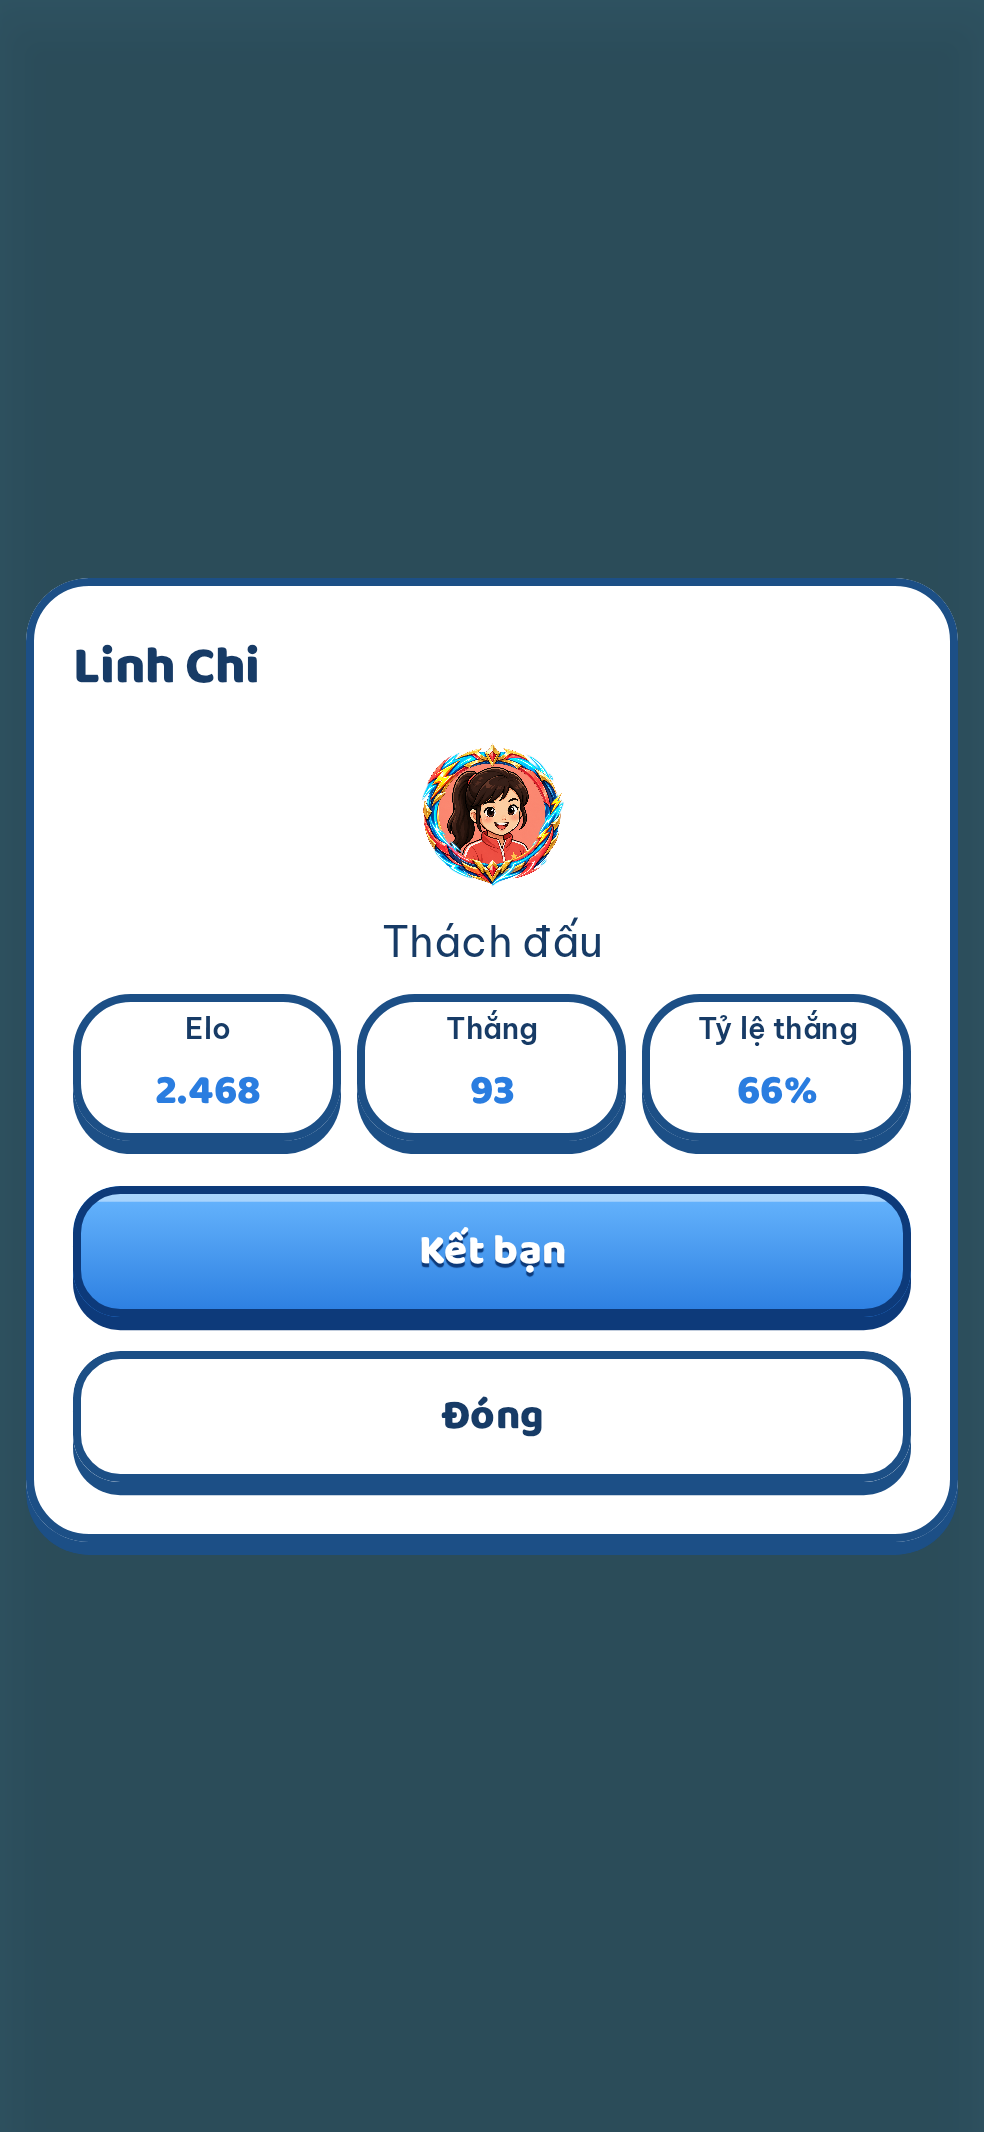 Linh Chi
Thách đấu
Elo
2.468
Thắng
93
Tỷ lệ thắng
66%
Kết bạn
Đóng